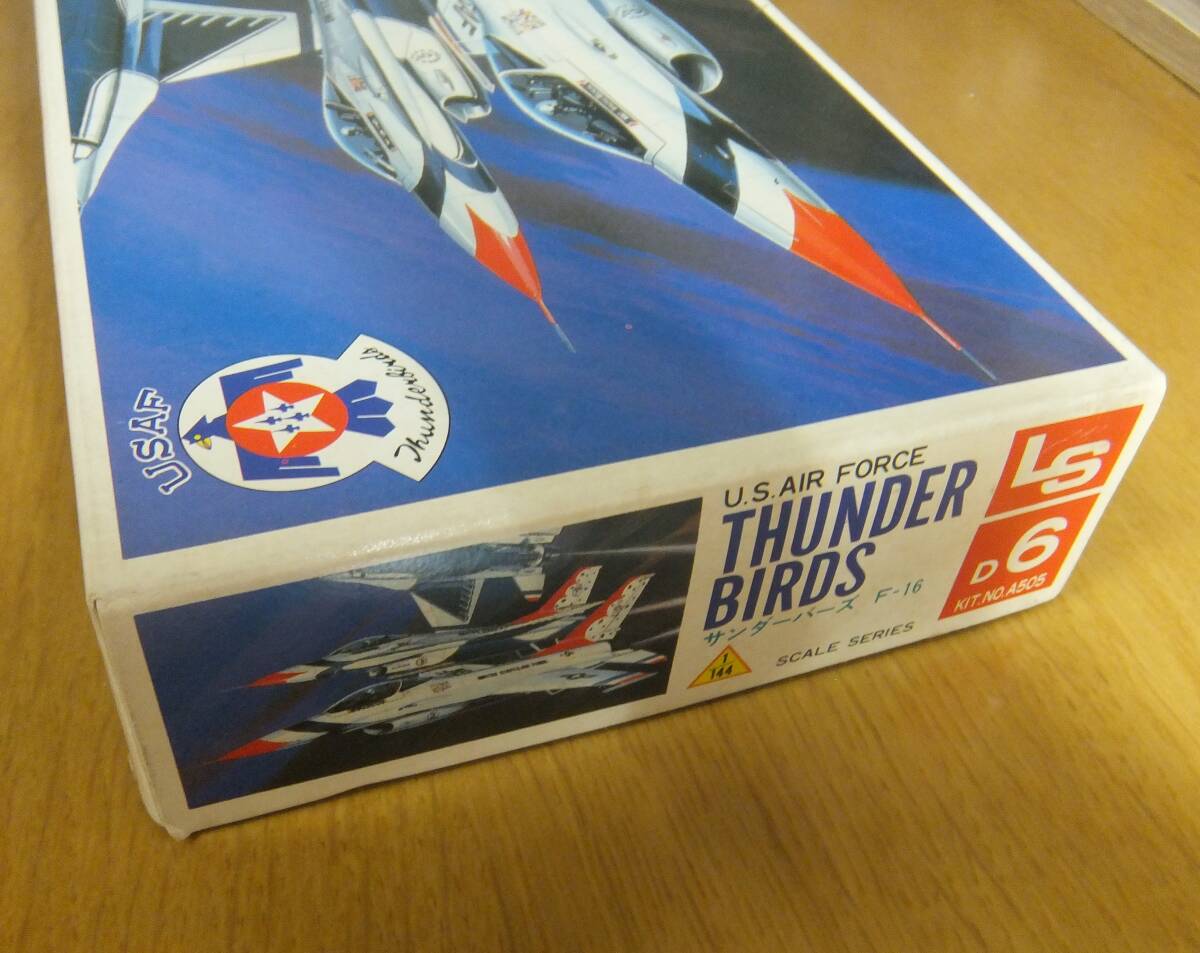 USAF
Thunderbirds
U.S. AIR FORCE
THUNDER
BIRDS
サンダーバーズ F-16
1
144
SCALE SERIES
LS
D 6
KIT.NO.A505